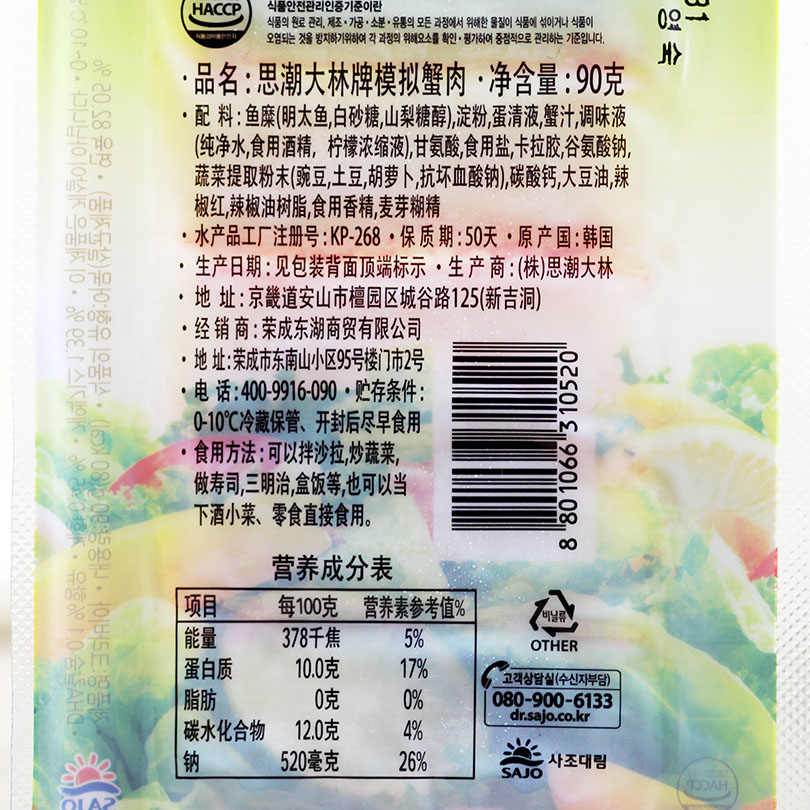 HACCP
식품안전관리인증기준이란
식품의 원료 관리, 제조·가공·소분·유통의 모든 과정에서 위해한 물질이 식품에 섞이거나 식품이
오염되는 것을 방지하기위하여 각 과정의 위해요소를 확인·평가하여 중점적으로 관리하는 기준입니다.
·品名:思潮大林牌模拟蟹肉 ·净含量:90克
·配 料:鱼糜(明太鱼,白砂糖,山梨糖醇),淀粉,蛋清液,蟹汁,调味液
(纯净水,食用酒精, 柠檬浓缩液),甘氨酸,食用盐,卡拉胶,谷氨酸钠,
蔬菜提取粉末(豌豆,土豆,胡萝卜,抗坏血酸钠),碳酸钙,大豆油,辣
椒红,辣椒油树脂,食用香精,麦芽糊精
·水产品工厂注册号:KP-268 ·保质期:50天 ·原产国:韩国
·生产日期:见包装背面顶端标示 ·生产商:(株)思潮大林
·地 址:京畿道安山市檀园区城谷路125(新吉洞)
·经销商:荣成东湖商贸有限公司
·地 址:荣成市东南山小区95号楼门市2号
·电 话:400-9916-090 ·贮存条件:
0-10℃冷藏保管、开封后尽早食用
·食用方法:可以拌沙拉,炒蔬菜,
做寿司,三明治,盒饭等,也可以当
下酒小菜、零食直接食用。
8 801066 310520
营养成分表
项目 每100克 营养素参考值%
能量 378千焦 5%
蛋白质 10.0克 17%
脂肪 0克 0%
碳水化合物 12.0克 4%
钠 520毫克 26%
비닐류
OTHER
고객상담실(수신자부담)
080-900-6133
dr.sajo.co.kr
SAJO 사조대림
SAJO
HACCP